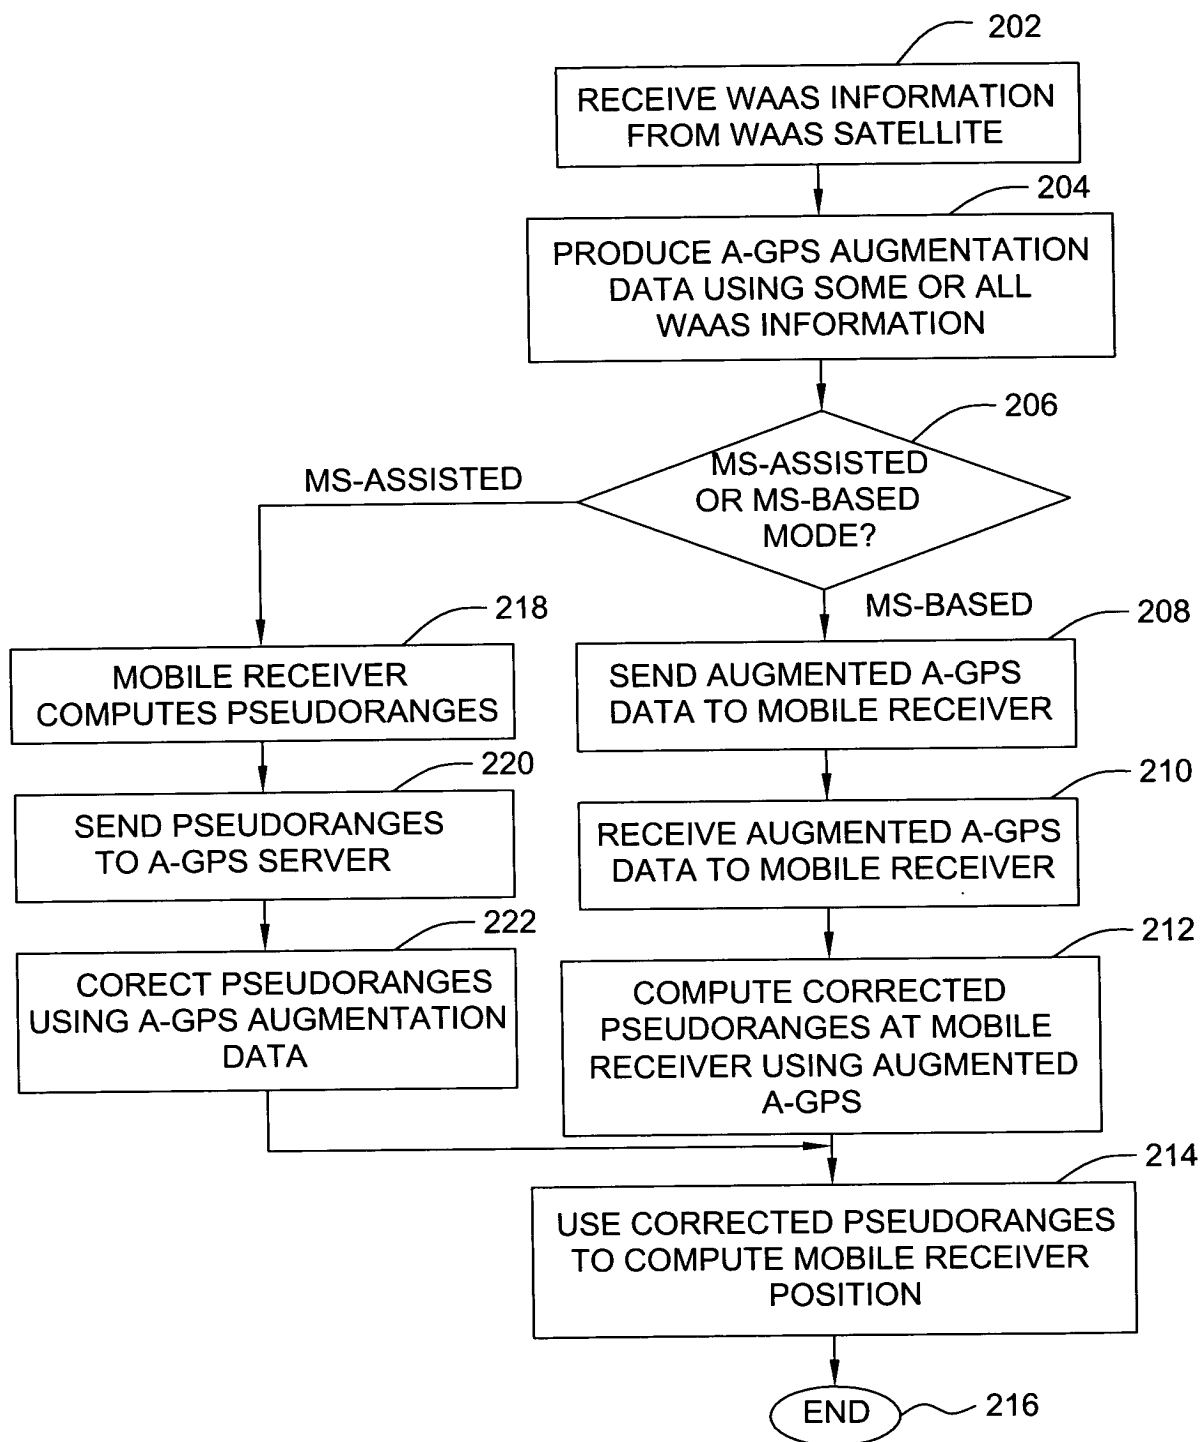 202
RECEIVE WAAS INFORMATION
FROM WAAS SATELLITE
204
PRODUCE A-GPS AUGMENTATION
DATA USING SOME OR ALL
WAAS INFORMATION
206
MS-ASSISTED
OR MS-BASED
MODE?
MS-ASSISTED
MS-BASED
218
MOBILE RECEIVER
COMPUTES PSEUDORANGES
220
SEND PSEUDORANGES
TO A-GPS SERVER
222
CORECT PSEUDORANGES
USING A-GPS AUGMENTATION
DATA
208
SEND AUGMENTED A-GPS
DATA TO MOBILE RECEIVER
210
RECEIVE AUGMENTED A-GPS
DATA TO MOBILE RECEIVER
212
COMPUTE CORRECTED
PSEUDORANGES AT MOBILE
RECEIVER USING AUGMENTED
A-GPS
214
USE CORRECTED PSEUDORANGES
TO COMPUTE MOBILE RECEIVER
POSITION
END
216